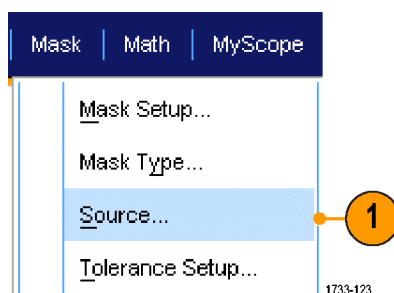 Mask Math MyScope
Mask Setup...
Mask Type...
Source...
1
Tolerance Setup...
1733-123